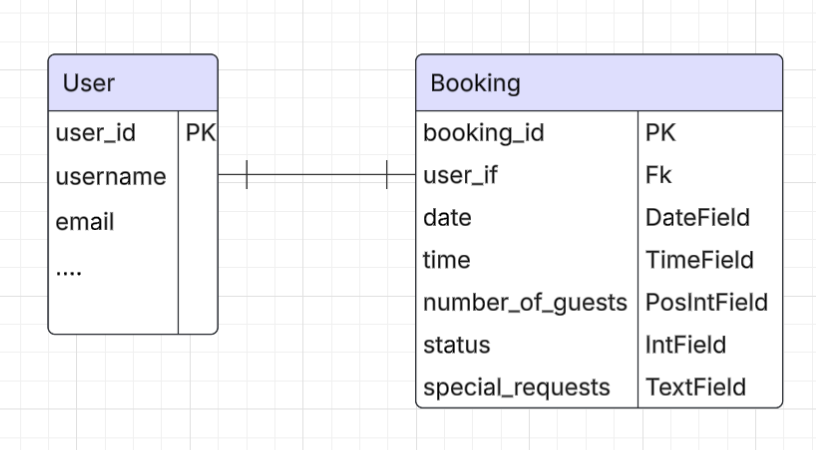 User
user_id PK
username
email
....
Booking
booking_id PK
user_if Fk
date DateField
time TimeField
number_of_guests PosIntField
status IntField
special_requests TextField